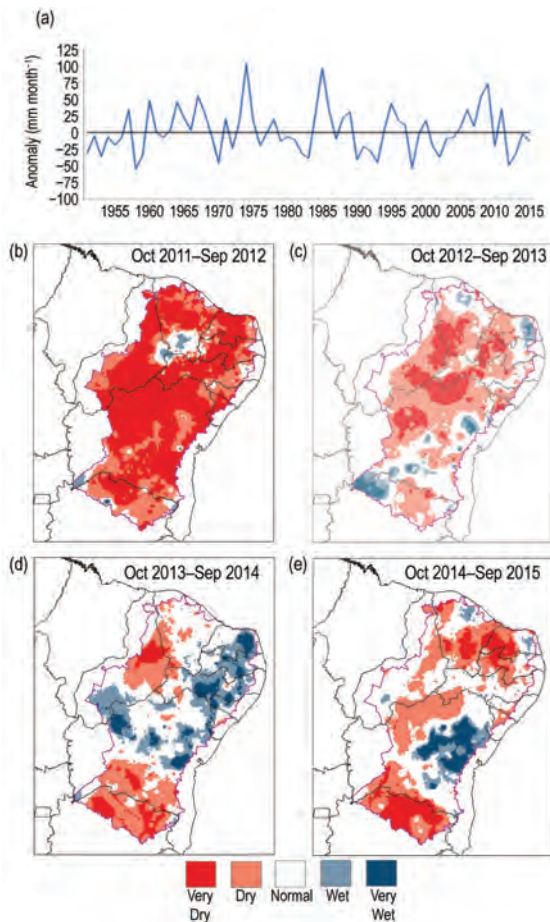 (a)
Anomaly (mm month⁻¹)
125
100
75
50
25
0
−25
−50
−75
−100
1955 1960 1965 1970 1975 1980 1985 1990 1995 2000 2005 2010 2015
(b) Oct 2011–Sep 2012
(c) Oct 2012–Sep 2013
(d) Oct 2013–Sep 2014
(e) Oct 2014–Sep 2015
Very Dry Normal Wet Very
Dry Wet